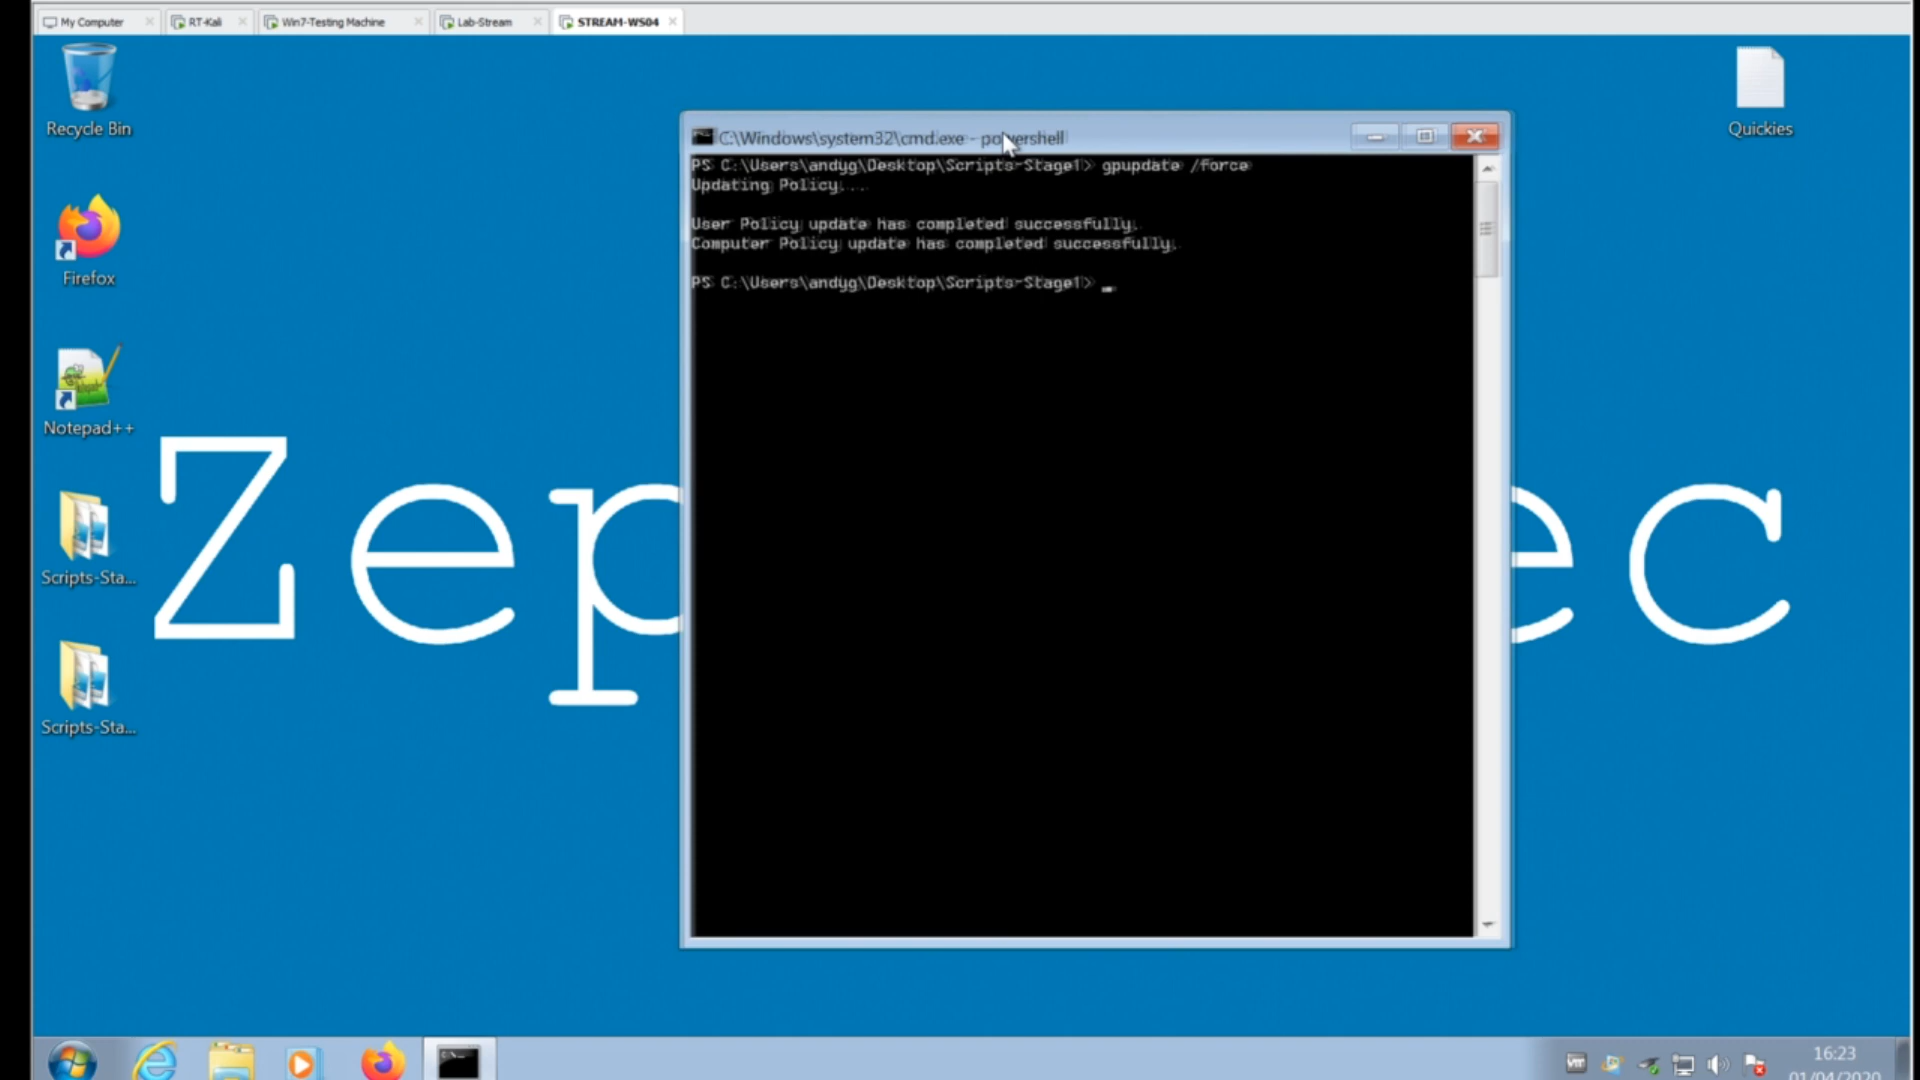 My Computer
RT-Kali
Win7-Testing Machine
Lab-Stream
STREAM-WS04
Recycle Bin
Quickies
C:\Windows\system32\cmd.exe - powershell
PS C:\Users\andyg\Desktop\Scripts-Stage1> gpupdate /force
Updating Policy...
User Policy update has completed successfully.
Computer Policy update has completed successfully.
PS C:\Users\andyg\Desktop\Scripts-Stage1> _
Firefox
Notepad++
Zep
ec
Scripts-Sta...
Scripts-Sta...
16:23
01/04/2020